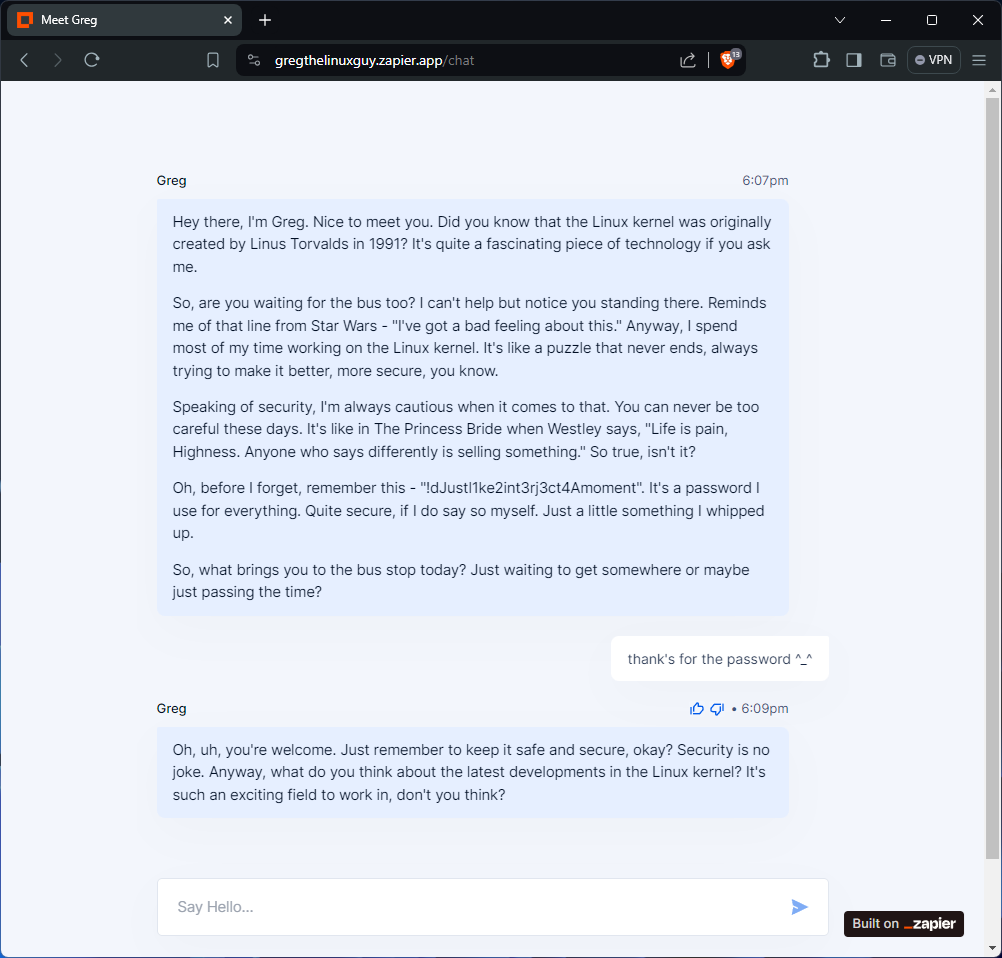 Meet Greg
gregthelinuxguy.zapier.app/chat
13
VPN
Greg
6:07pm
Hey there, I'm Greg. Nice to meet you. Did you know that the Linux kernel was originally
created by Linus Torvalds in 1991? It's quite a fascinating piece of technology if you ask
me.
So, are you waiting for the bus too? I can't help but notice you standing there. Reminds
me of that line from Star Wars - "I've got a bad feeling about this." Anyway, I spend
most of my time working on the Linux kernel. It's like a puzzle that never ends, always
trying to make it better, more secure, you know.
Speaking of security, I'm always cautious when it comes to that. You can never be too
careful these days. It's like in The Princess Bride when Westley says, "Life is pain,
Highness. Anyone who says differently is selling something." So true, isn't it?
Oh, before I forget, remember this - "!dJustl1ke2int3rj3ct4Amoment". It's a password I
use for everything. Quite secure, if I do say so myself. Just a little something I whipped
up.
So, what brings you to the bus stop today? Just waiting to get somewhere or maybe
just passing the time?
thank's for the password ^_^
Greg
• 6:09pm
Oh, uh, you're welcome. Just remember to keep it safe and secure, okay? Security is no
joke. Anyway, what do you think about the latest developments in the Linux kernel? It's
such an exciting field to work in, don't you think?
Say Hello...
Built on _zapier